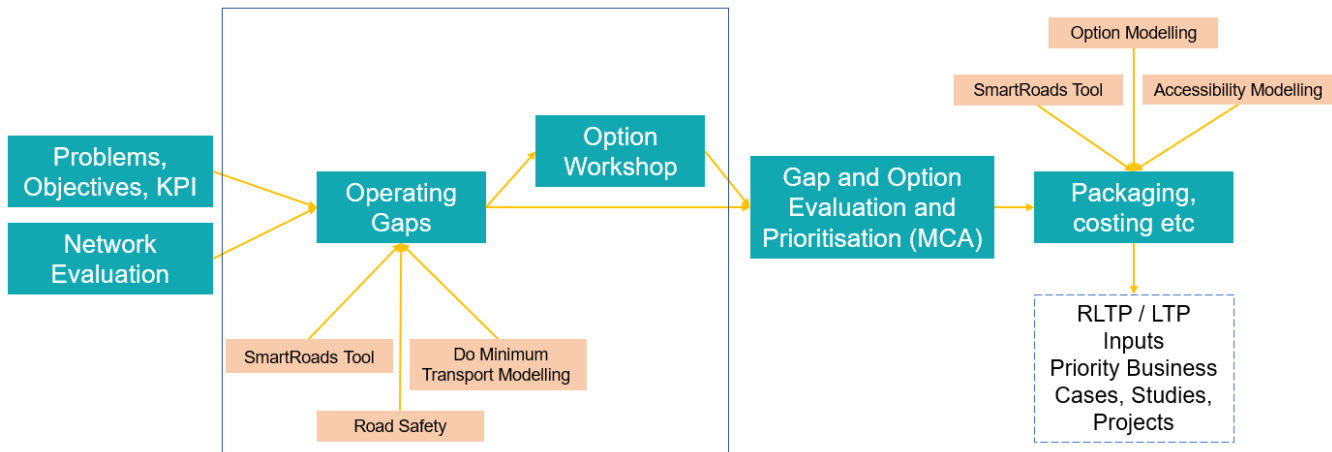 Option Modelling
SmartRoads Tool
Accessibility Modelling
Problems,
Objectives, KPI
Network
Evaluation
Operating
Gaps
Option
Workshop
Gap and Option
Evaluation and
Prioritisation (MCA)
Packaging,
costing etc
SmartRoads Tool
Do Minimum
Transport Modelling
Road Safety
RLTP / LTP
Inputs
Priority Business
Cases, Studies,
Projects